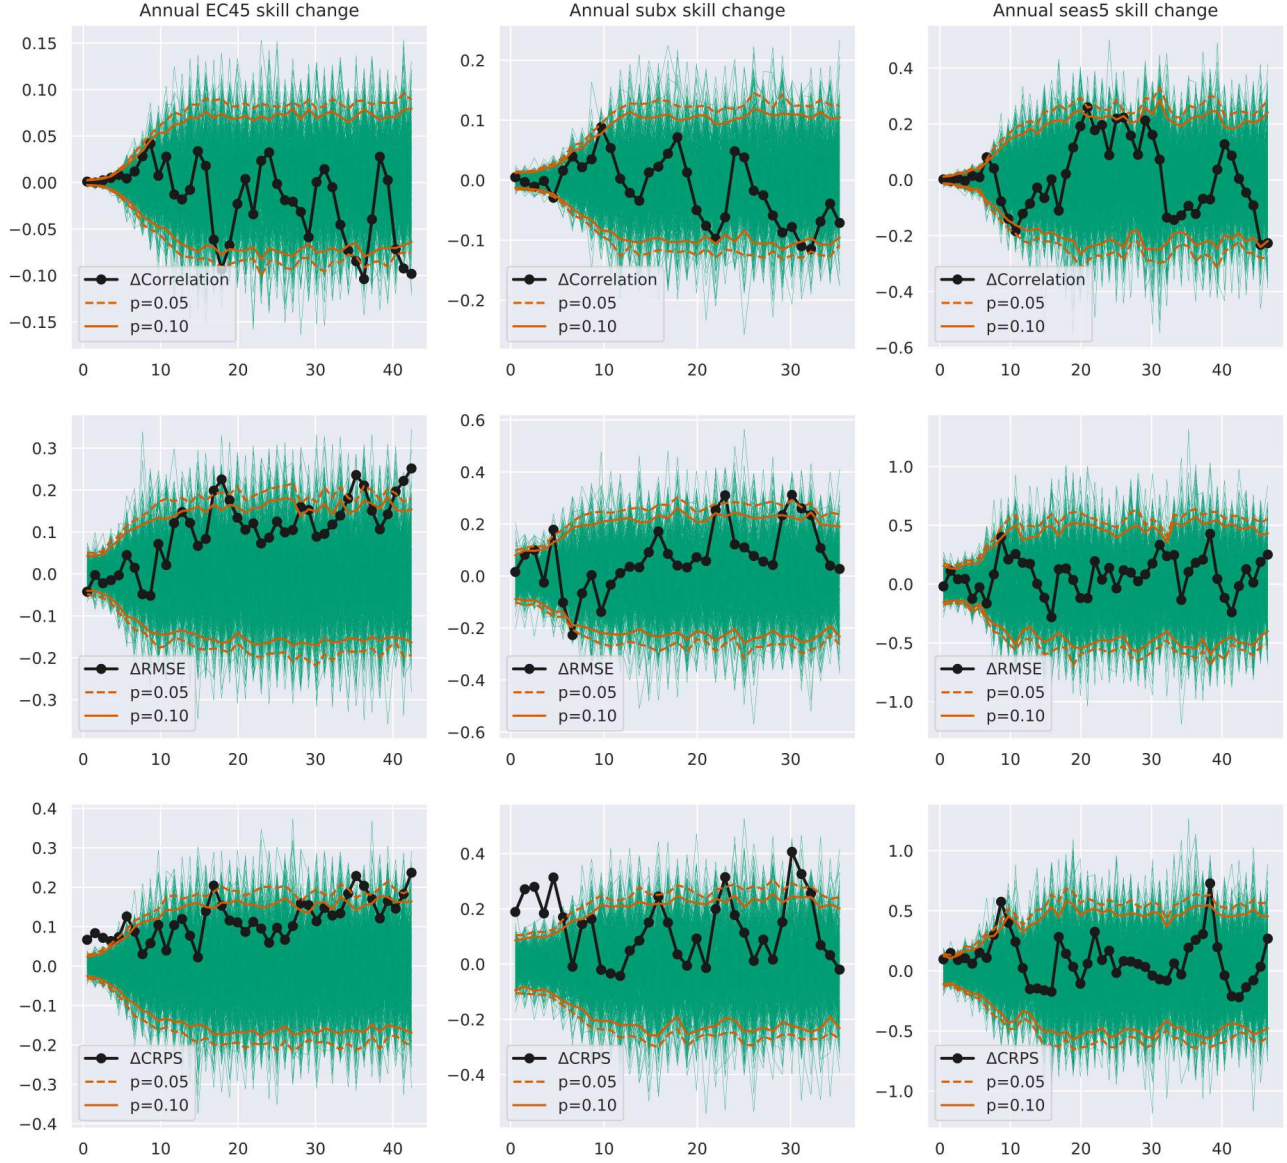 Annual EC45 skill change
0.15
0.10
0.05
0.00
−0.05
−0.10
−0.15
ΔCorrelation
p=0.05
p=0.10
0 10 20 30 40
Annual subx skill change
0.2
0.1
0.0
−0.1
−0.2
ΔCorrelation
p=0.05
p=0.10
0 10 20 30
Annual seas5 skill change
0.4
0.2
0.0
−0.2
−0.4
−0.6
ΔCorrelation
p=0.05
p=0.10
0 10 20 30 40
0.3
0.2
0.1
0.0
−0.1
−0.2
−0.3
ΔRMSE
p=0.05
p=0.10
0 10 20 30 40
0.6
0.4
0.2
0.0
−0.2
−0.4
−0.6
ΔRMSE
p=0.05
p=0.10
0 10 20 30
1.0
0.5
0.0
−0.5
−1.0
ΔRMSE
p=0.05
p=0.10
0 10 20 30 40
0.4
0.3
0.2
0.1
0.0
−0.1
−0.2
−0.3
−0.4
ΔCRPS
p=0.05
p=0.10
0 10 20 30 40
0.4
0.2
0.0
−0.2
−0.4
ΔCRPS
p=0.05
p=0.10
0 10 20 30
1.0
0.5
0.0
−0.5
−1.0
ΔCRPS
p=0.05
p=0.10
0 10 20 30 40